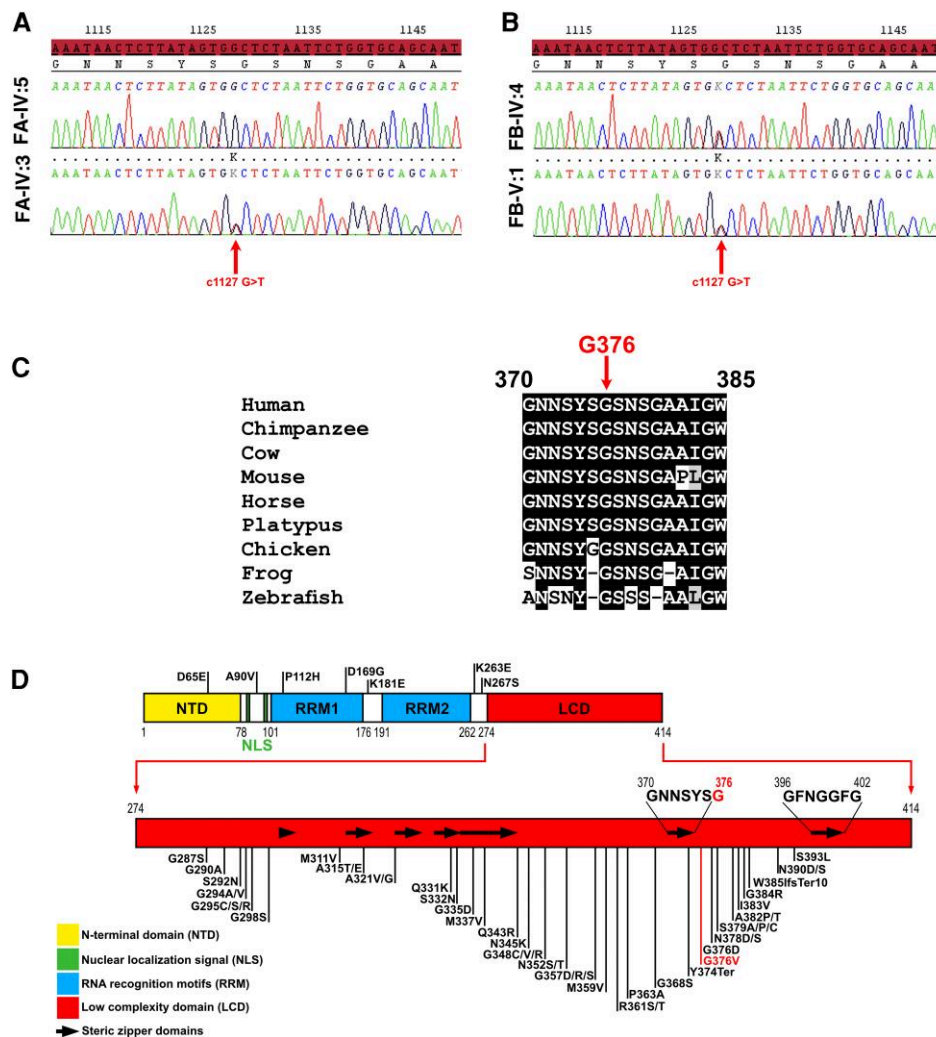 A
1115 1125 1135 1145
AAATAACTCTTATAGTGGCTCTAATTCTGGTGCAGCAAT
G N N S Y S G S N S G A A
FA-IV:5
AAATAACTCTTATAGTGGCTCTAATTCTGGTGCAGCAAT
K
FA-IV:3
AAATAACTCTTATAGTGKCTCTAATTCTGGTGCAGCAAT
c1127 G>T
B
1115 1125 1135 1145
AAATAACTCTTATAGTGGCTCTAATTCTGGTGCAGCAAT
G N N S Y S G S N S G A A
FB-IV:4
AAATAACTCTTATAGTGKCTCTAATTCTGGTGCAGCAA
K
FB-V:1
AAATAACTCTTATAGTGKCTCTAATTCTGGTGCAGCAA
c1127 G>T
C
G376
370 385
Human GNNSYSGSNSGAAIGW
Chimpanzee GNNSYSGSNSGAAIGW
Cow GNNSYSGSNSGAAIGW
Mouse GNNSYSGSNSGAPLGW
Horse GNNSYSGSNSGAAIGW
Platypus GNNSYSGSNSGAAIGW
Chicken GNNSYGGSNSGAAIGW
Frog SNNSY-GSNSG-AIGW
Zebrafish ANSNY-GSSS-AALGW
D
D65E A90V P112H D169G K181E K263E N267S
NTD RRM1 RRM2 LCD
1 78 101 176 191 262 274 414
NLS
370 376 396 402
GNNSYSG GFNGGFG
274 414
G287S
G290A
S292N
G294A/V
G295C/S/R
G298S
M311V
A315T/E
A321V/G
Q331K
S332N
G335D
M337V
Q343R
N345K
G348C/V/R
N352S/T
G357D/R/S
M359V
R361S/T
P363A
G368S
Y374Ter
G376V
G376D
N378D/S
S379A/P/C
A382P/T
I383V
G384R
W385IfsTer10
N390D/S
S393L
N-terminal domain (NTD)
Nuclear localization signal (NLS)
RNA recognition motifs (RRM)
Low complexity domain (LCD)
Steric zipper domains